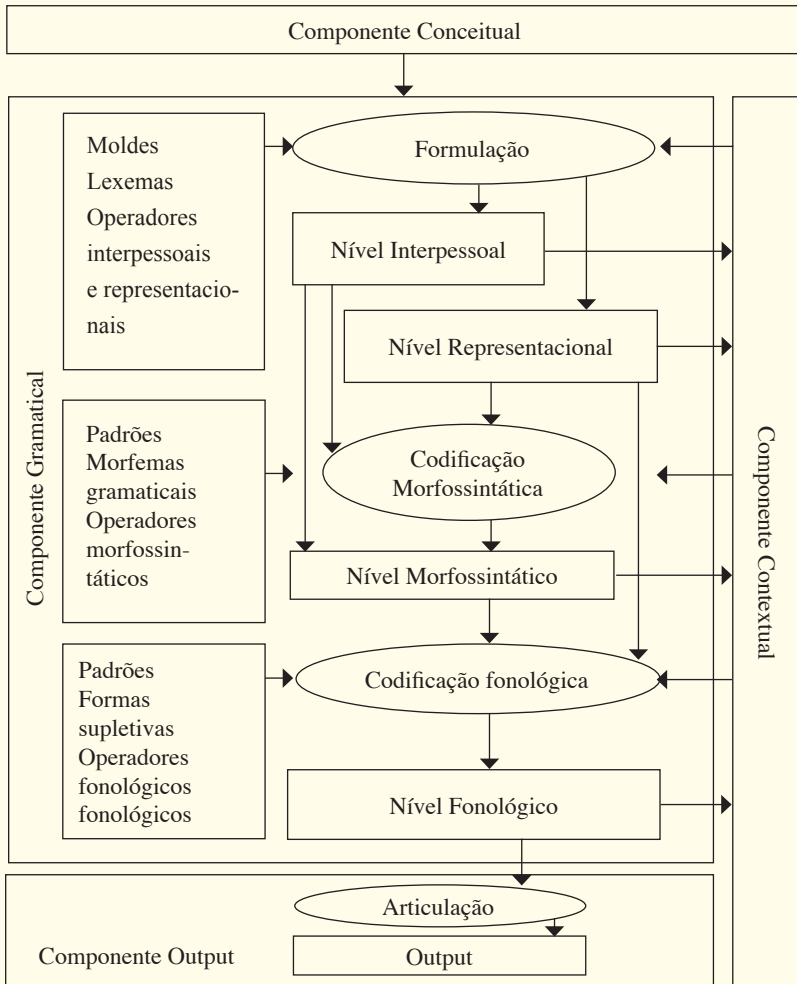 Componente Conceitual
Moldes
Lexemas
Operadores
interpessoais
e representacio-
nais
Formulação
Nível Interpessoal
Nível Representacional
Componente Gramatical
Padrões
Morfemas
gramaticais
Operadores
morfossin-
táticos
Codificação
Morfossintática
Nível Morfossintático
Componente Contextual
Padrões
Formas
supletivas
Operadores
fonológicos
fonológicos
Codificação fonológica
Nível Fonológico
Articulação
Componente Output
Output